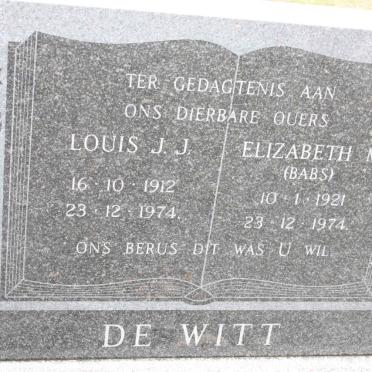 TER GEDAGTENIS AAN
ONS DIERBARE OUERS
LOUIS J. J.
16 · 10 · 1912
23 · 12 · 1974.
ELIZABETH
(BABS)
10 · 1 · 1921
23 · 12 · 1974.
ONS BERUS DIT WAS U WIL.
DE WITT